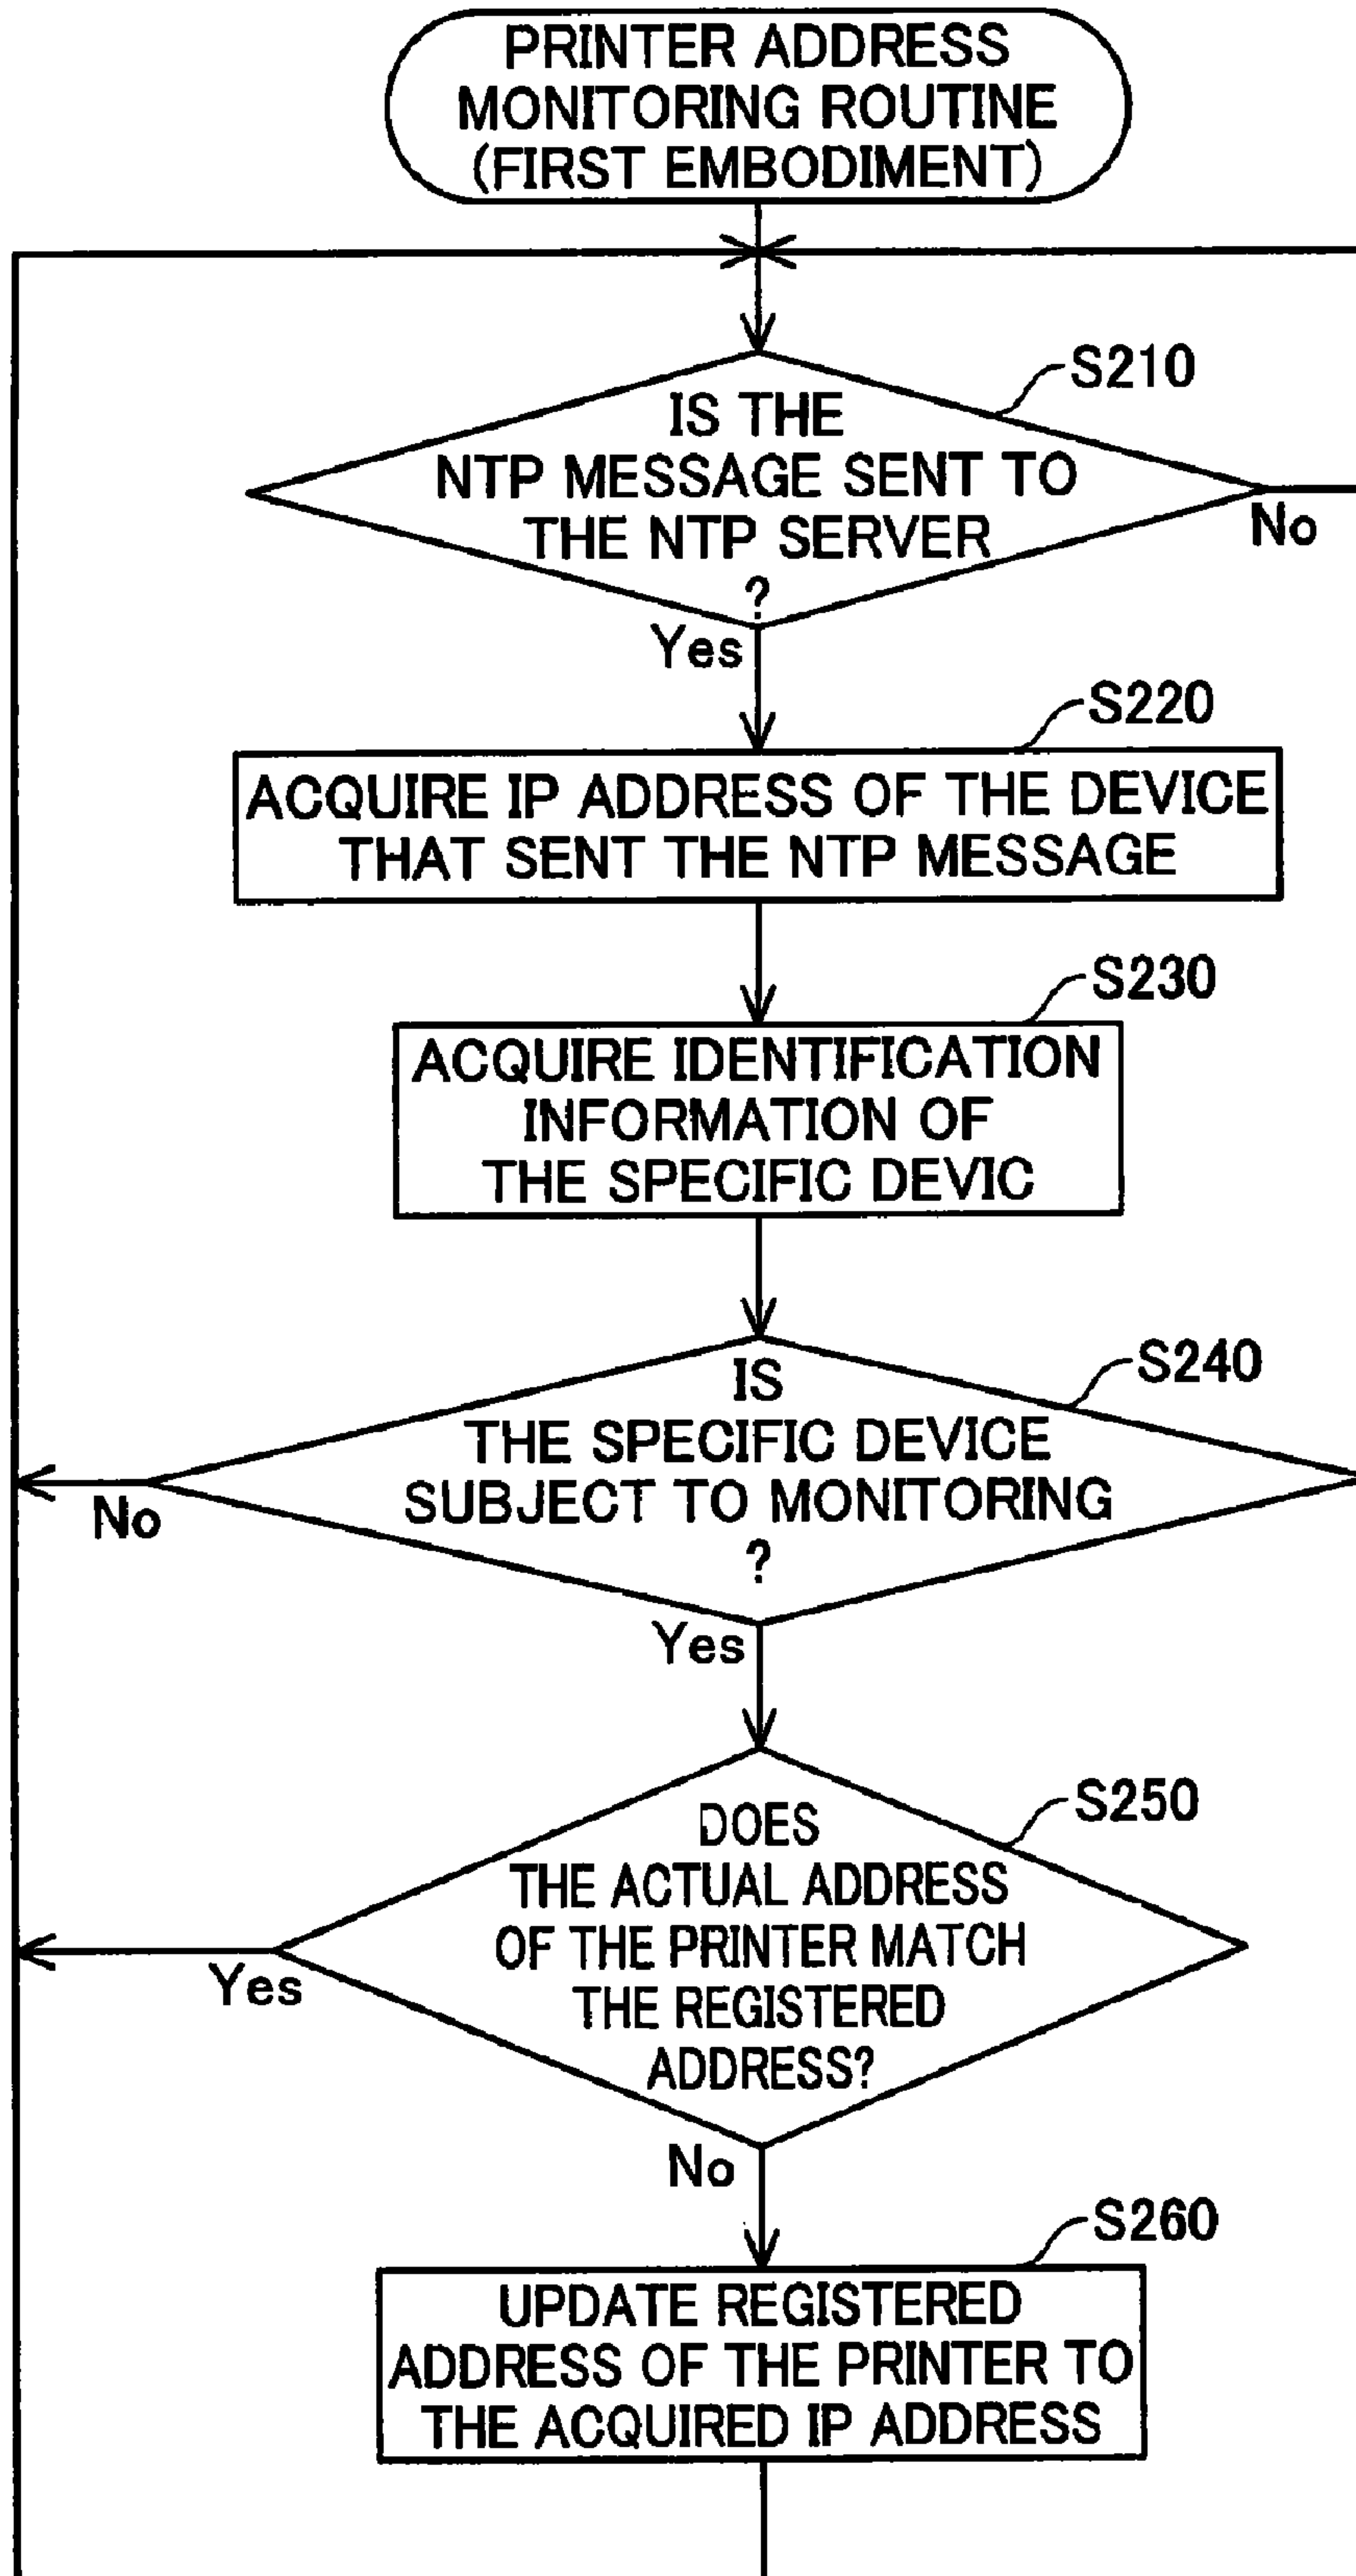 PRINTER ADDRESS
MONITORING ROUTINE
(FIRST EMBODIMENT)
S210
IS THE
NTP MESSAGE SENT TO
THE NTP SERVER
?
No
Yes
S220
ACQUIRE IP ADDRESS OF THE DEVICE
THAT SENT THE NTP MESSAGE
S230
ACQUIRE IDENTIFICATION
INFORMATION OF
THE SPECIFIC DEVIC
S240
IS
THE SPECIFIC DEVICE
SUBJECT TO MONITORING
?
No
Yes
S250
DOES
THE ACTUAL ADDRESS
OF THE PRINTER MATCH
THE REGISTERED
ADDRESS?
Yes
No
S260
UPDATE REGISTERED
ADDRESS OF THE PRINTER TO
THE ACQUIRED IP ADDRESS